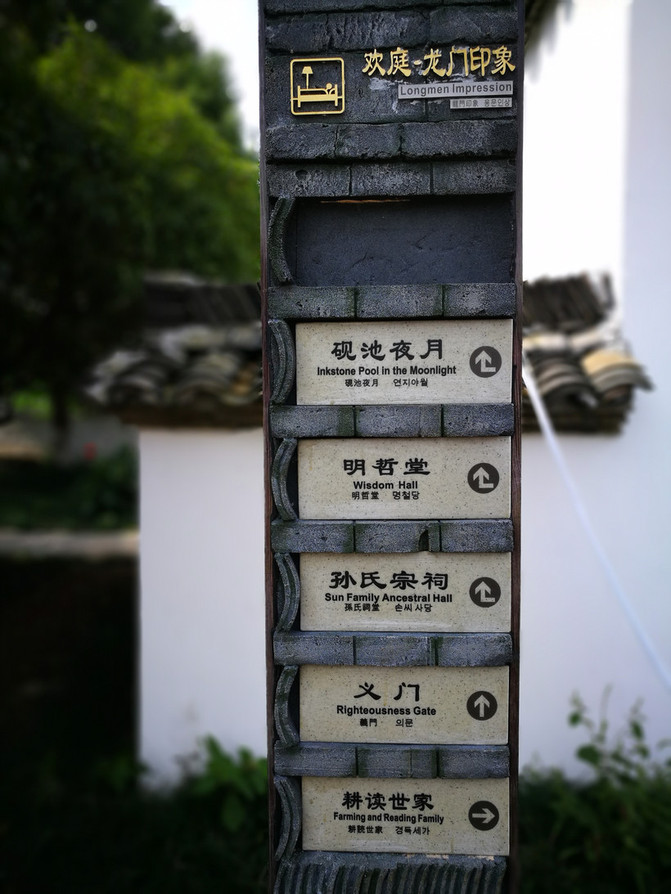 欢庭-龙门印象
Longmen Impression
龍門印象 용문인상
砚池夜月
Inkstone Pool in the Moonlight
硯池夜月 연지야월
明哲堂
Wisdom Hall
明哲堂 명철당
孙氏宗祠
Sun Family Ancestral Hall
孫氏祠堂 손씨사당
义门
Righteousness Gate
義門 의문
耕读世家
Farming and Reading Family
耕読世家 경독세가